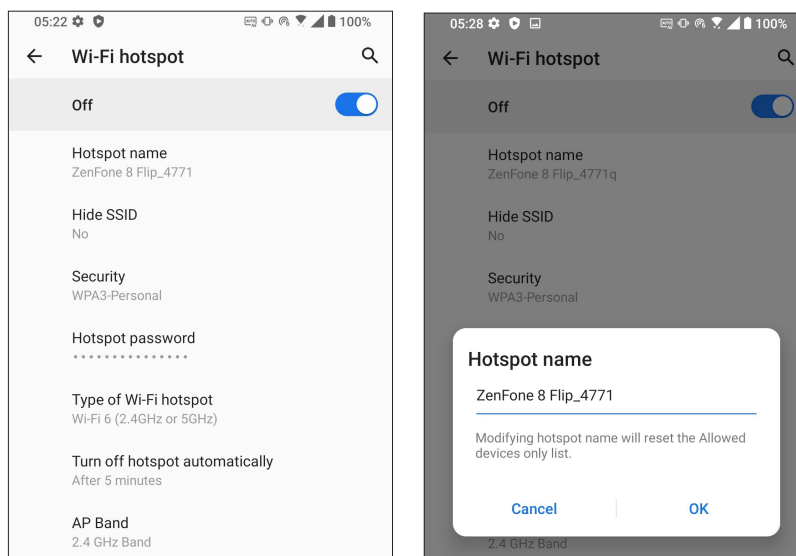 05:22
100%
Wi-Fi hotspot
Off
Hotspot name
ZenFone 8 Flip_4771
Hide SSID
No
Security
WPA3-Personal
Hotspot password
• • • • • • • • • • • • • • •
Type of Wi-Fi hotspot
Wi-Fi 6 (2.4GHz or 5GHz)
Turn off hotspot automatically
After 5 minutes
AP Band
2.4 GHz Band
05:28
100%
Wi-Fi hotspot
Off
Hotspot name
ZenFone 8 Flip_4771q
Hide SSID
No
Security
WPA3-Personal
Hotspot name
ZenFone 8 Flip_4771
Modifying hotspot name will reset the Allowed
devices only list.
Cancel
OK
2.4 GHz Band